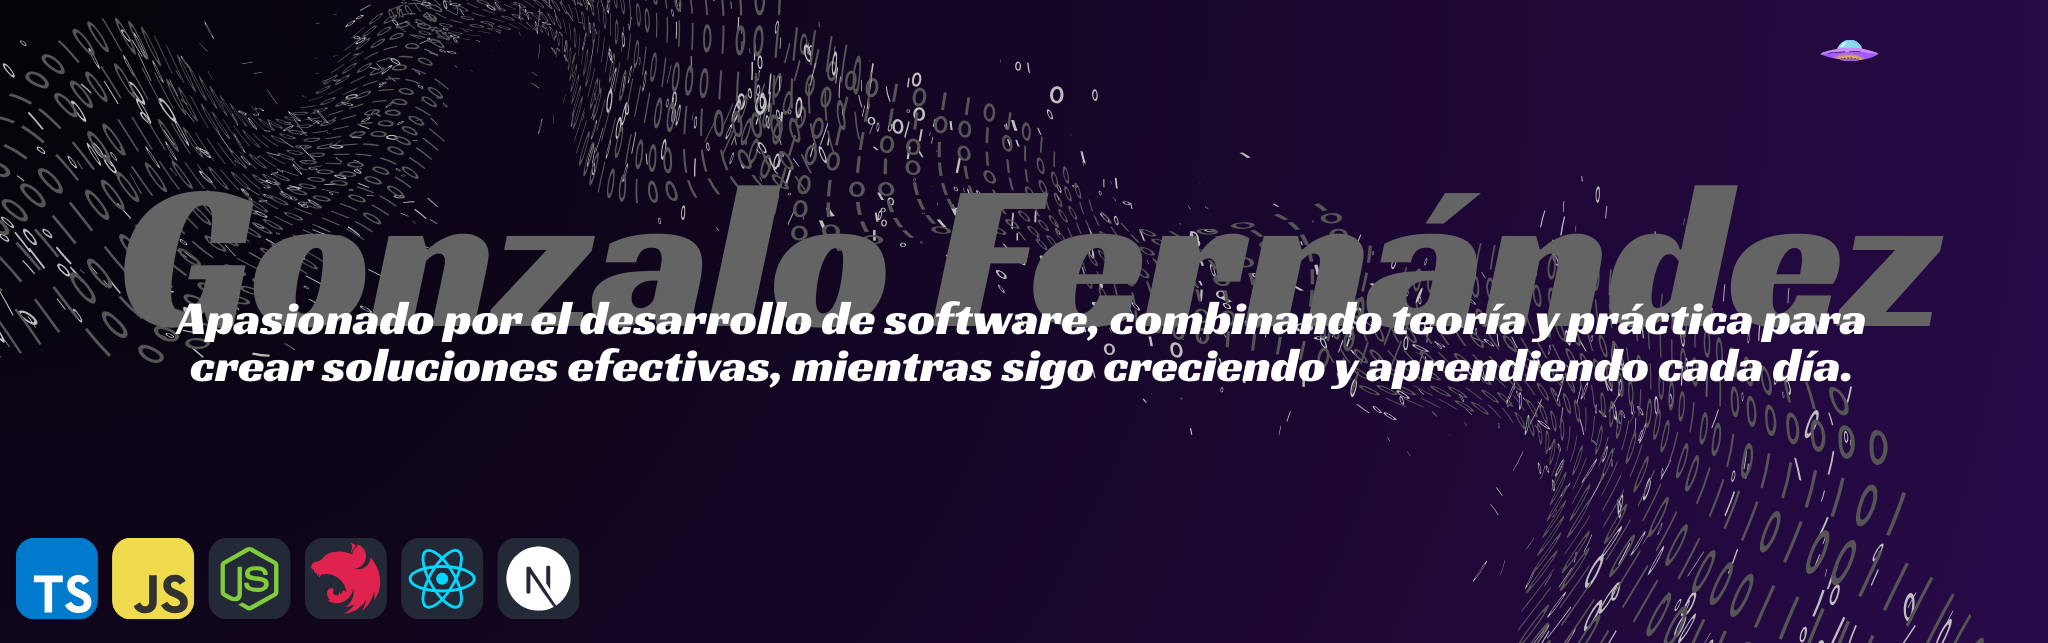 Gonzalo Fernández
Apasionado por el desarrollo de software, combinando teoría y práctica para
crear soluciones efectivas, mientras sigo creciendo y aprendiendo cada día.
TS JS JS N